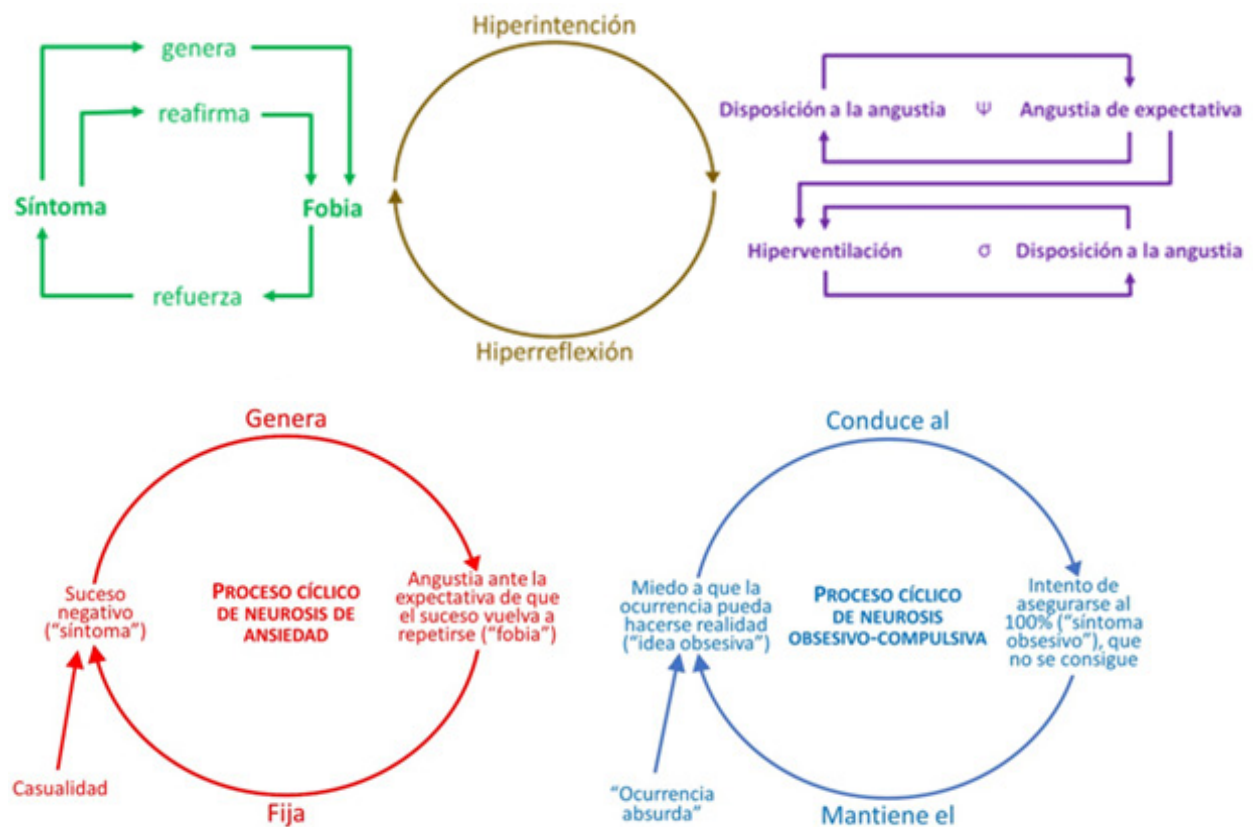 genera
reafirma
Síntoma
Fobia
refuerza
Hiperintención
Hiperreflexión
Disposición a la angustia Ψ Angustia de expectativa
Hiperventilación σ Disposición a la angustia
Genera
Suceso
negativo
("síntoma")
PROCESO CÍCLICO
DE NEUROSIS DE
ANSIEDAD
Angustia ante la
expectativa de que
el suceso vuelva a
repetirse ("fobia")
Casualidad
Fija
Conduce al
Miedo a que la
ocurrencia pueda
hacerse realidad
("idea obsesiva")
PROCESO CÍCLICO
DE NEUROSIS
OBSESIVO-COMPULSIVA
Intento de
asegurarse al
100% ("síntoma
obsesivo"), que
no se consigue
"Ocurrencia
absurda"
Mantiene el